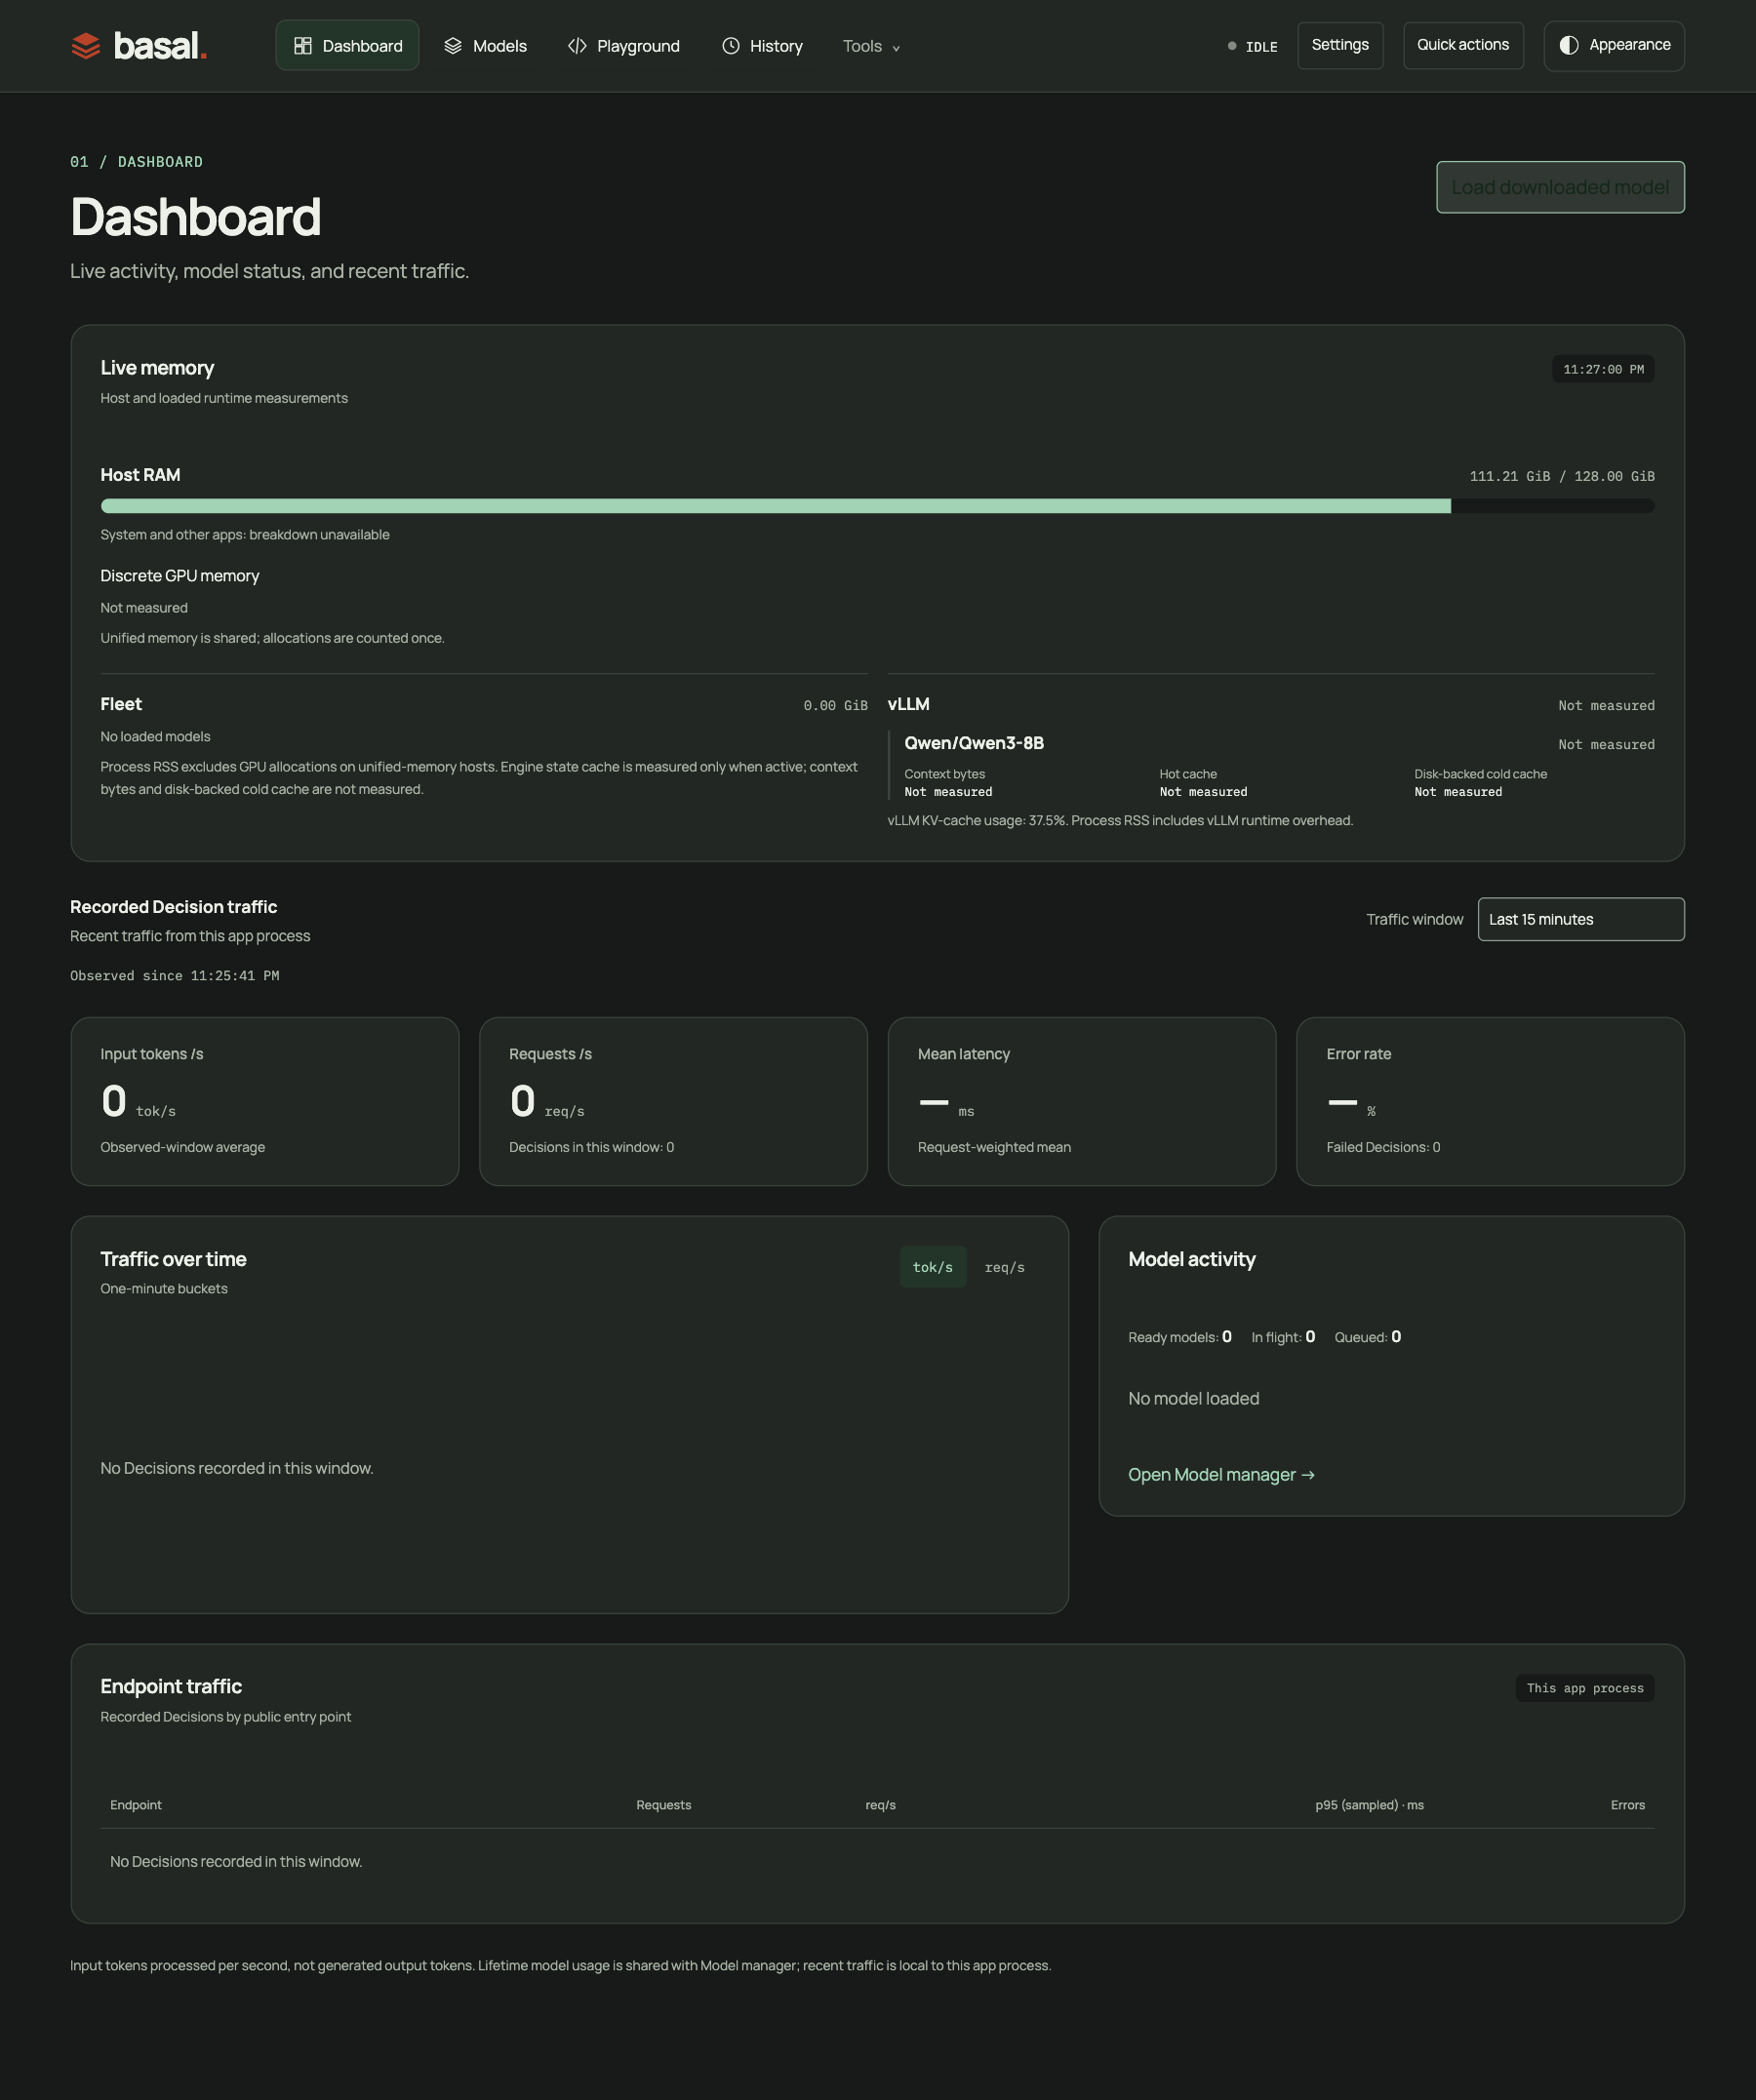 basal.
Dashboard
Models
Playground
History
Tools
IDLE
Settings
Quick actions
Appearance
01 / DASHBOARD
Dashboard
Live activity, model status, and recent traffic.
Load downloaded model
Live memory
Host and loaded runtime measurements
11:27:00 PM
Host RAM
111.21 GiB / 128.00 GiB
System and other apps: breakdown unavailable
Discrete GPU memory
Not measured
Unified memory is shared; allocations are counted once.
Fleet
0.00 GiB
No loaded models
Process RSS excludes GPU allocations on unified-memory hosts. Engine state cache is measured only when active; context
bytes and disk-backed cold cache are not measured.
vLLM
Not measured
Qwen/Qwen3-8B
Not measured
Context bytes
Not measured
Hot cache
Not measured
Disk-backed cold cache
Not measured
vLLM KV-cache usage: 37.5%. Process RSS includes vLLM runtime overhead.
Recorded Decision traffic
Recent traffic from this app process
Observed since 11:25:41 PM
Traffic window
Last 15 minutes
Input tokens /s
0 tok/s
Observed-window average
Requests /s
0 req/s
Decisions in this window: 0
Mean latency
— ms
Request-weighted mean
Error rate
— %
Failed Decisions: 0
Traffic over time
One-minute buckets
tok/s
req/s
No Decisions recorded in this window.
Model activity
Ready models: 0 In flight: 0 Queued: 0
No model loaded
Open Model manager →
Endpoint traffic
Recorded Decisions by public entry point
This app process
Endpoint Requests req/s p95 (sampled) · ms Errors
No Decisions recorded in this window.
Input tokens processed per second, not generated output tokens. Lifetime model usage is shared with Model manager; recent traffic is local to this app process.